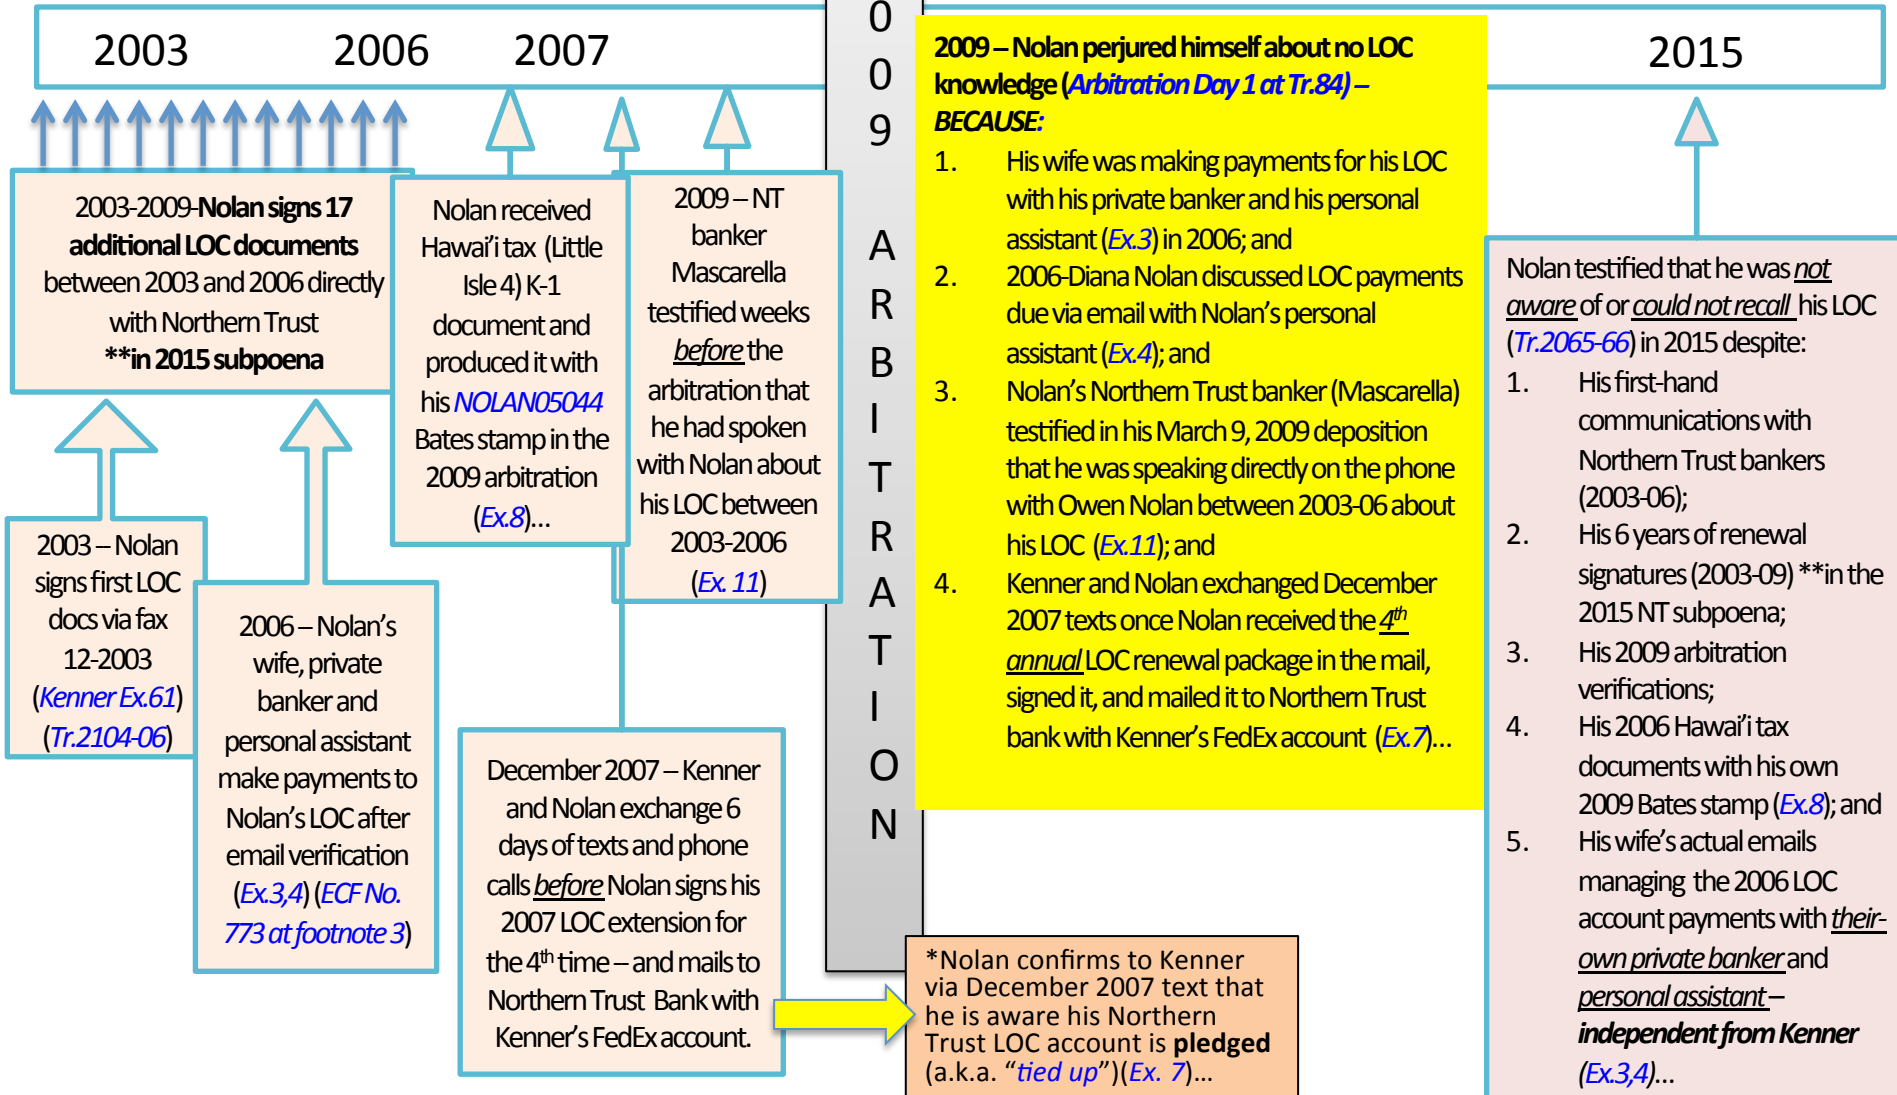 2003
2006
2007
2015
0
0
9
A
R
B
I
T
R
A
T
I
O
N
2003-2009-Nolan signs 17
additional LOC documents
between 2003 and 2006 directly
with Northern Trust
**in 2015 subpoena
2003 – Nolan
signs first LOC
docs via fax
12-2003
(Kenner Ex.61)
(Tr.2104-06)
2006 – Nolan's
wife, private
banker and
personal assistant
make payments to
Nolan's LOC after
email verification
(Ex.3,4) (ECF No.
773 at footnote 3)
Nolan received
Hawai'i tax (Little
Isle 4) K-1
document and
produced it with
his NOLAN05044
Bates stamp in the
2009 arbitration
(Ex.8)…
2009 – NT
banker
Mascarella
testified weeks
before the
arbitration that
he had spoken
with Nolan about
his LOC between
2003-2006
(Ex. 11)
December 2007 – Kenner
and Nolan exchange 6
days of texts and phone
calls before Nolan signs his
2007 LOC extension for
the 4th time – and mails to
Northern Trust Bank with
Kenner's FedEx account.
2009 – Nolan perjured himself about no LOC
knowledge (Arbitration Day 1 at Tr.84) –
BECAUSE:
1. His wife was making payments for his LOC
with his private banker and his personal
assistant (Ex.3) in 2006; and
2. 2006-Diana Nolan discussed LOC payments
due via email with Nolan's personal
assistant (Ex.4); and
3. Nolan's Northern Trust banker (Mascarella)
testified in his March 9, 2009 deposition
that he was speaking directly on the phone
with Owen Nolan between 2003-06 about
his LOC (Ex.11); and
4. Kenner and Nolan exchanged December
2007 texts once Nolan received the 4th
annual LOC renewal package in the mail,
signed it, and mailed it to Northern Trust
bank with Kenner's FedEx account (Ex.7)…
*Nolan confirms to Kenner
via December 2007 text that
he is aware his Northern
Trust LOC account is pledged
(a.k.a. "tied up")(Ex. 7)…
Nolan testified that he was not
aware of or could not recall his LOC
(Tr.2065-66) in 2015 despite:
1. His first-hand
communications with
Northern Trust bankers
(2003-06);
2. His 6 years of renewal
signatures (2003-09) **in the
2015 NT subpoena;
3. His 2009 arbitration
verifications;
4. His 2006 Hawai'i tax
documents with his own
2009 Bates stamp (Ex.8); and
5. His wife's actual emails
managing the 2006 LOC
account payments with their-
own private banker and
personal assistant –
independent from Kenner
(Ex.3,4)…